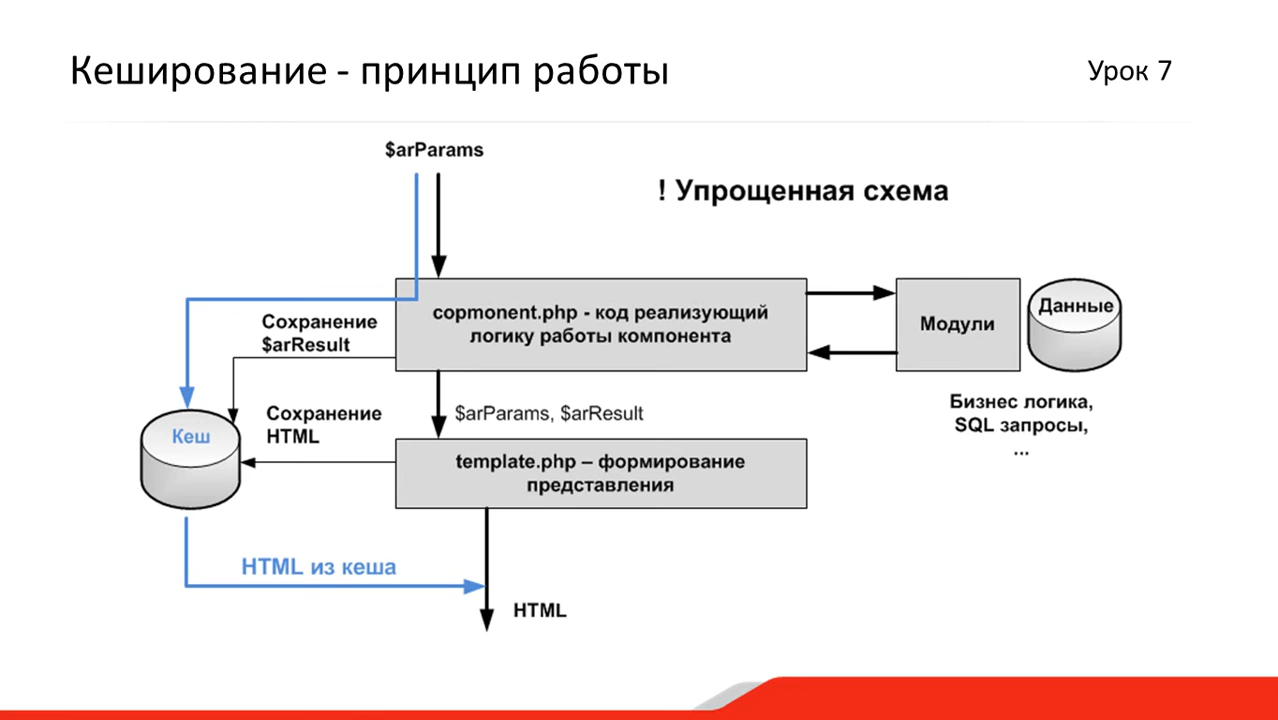 Кеширование - принцип работы
Урок 7
$arParams
! Упрощенная схема
copmonent.php - код реализующий
логику работы компонента
Модули
Данные
Сохранение
$arResult
Бизнес логика,
SQL запросы,
...
Сохранение
HTML
$arParams, $arResult
Кеш
template.php – формирование
представления
HTML из кеша
HTML